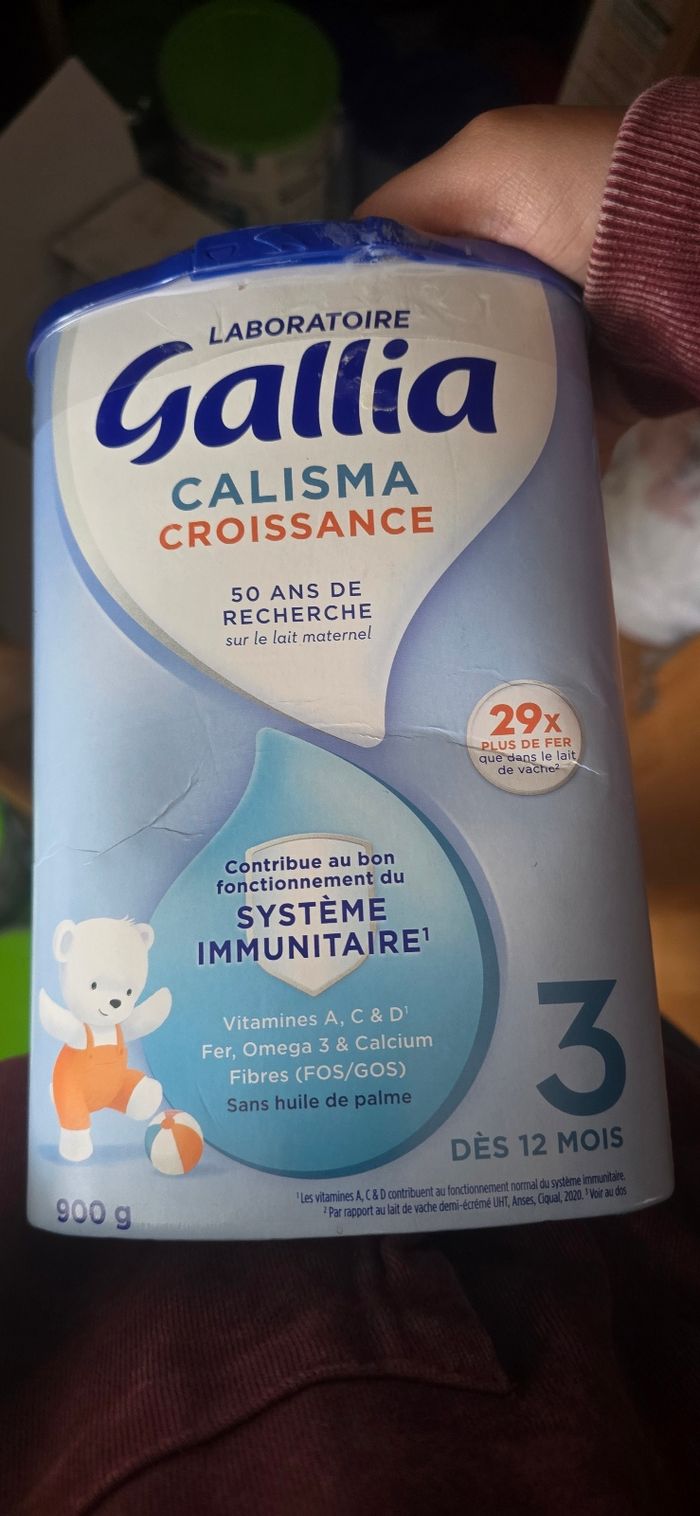 LABORATOIRE
Gallia
CALISMA
CROISSANCE
50 ANS DE
RECHERCHE
sur le lait maternel
29x
PLUS DE FER
que dans le lait
de vache²
Contribue au bon
fonctionnement du
SYSTÈME
IMMUNITAIRE¹
Vitamines A, C & D¹
Fer, Omega 3 & Calcium
Fibres (FOS/GOS)
Sans huile de palme
3
DÈS 12 MOIS
900 g
¹ Les vitamines A, C & D contribuent au fonctionnement normal du système immunitaire.
² Par rapport au lait de vache demi-écrémé UHT, Anses, Ciqual, 2020. ³ Voir au dos